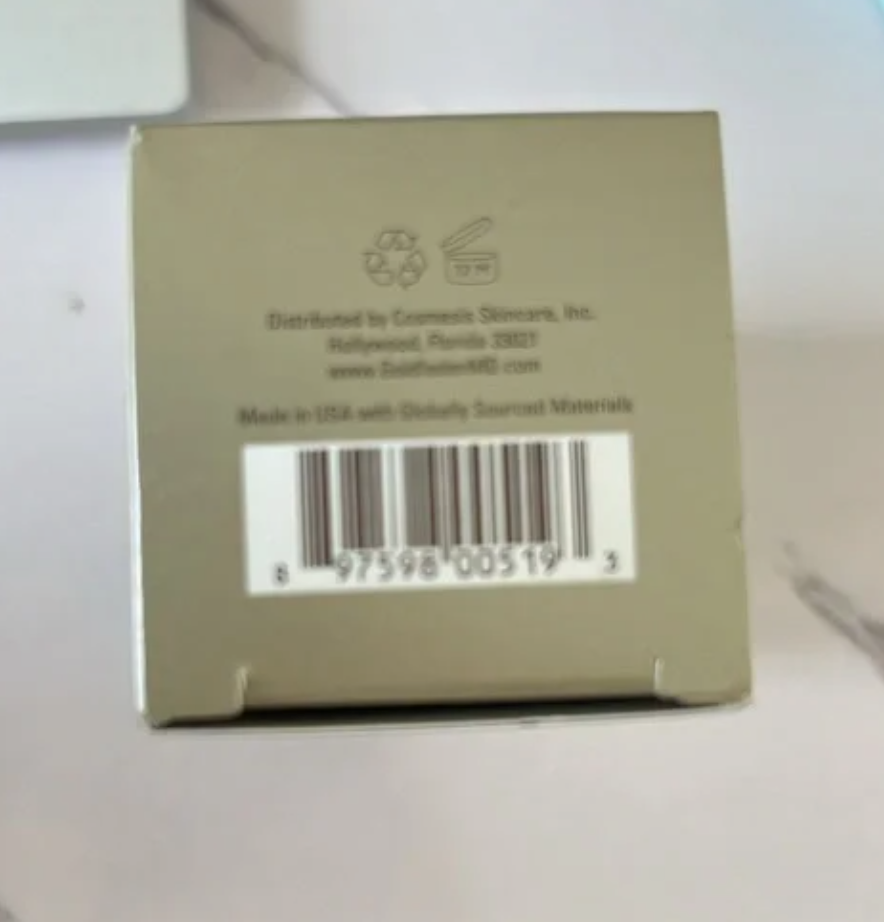 12 M
Distributed by Cosmesis Skincare, Inc.
Hollywood, Florida 33021
www.GoldfadenMD.com
Made in USA with Globally Sourced Materials
8 97598 00519 3